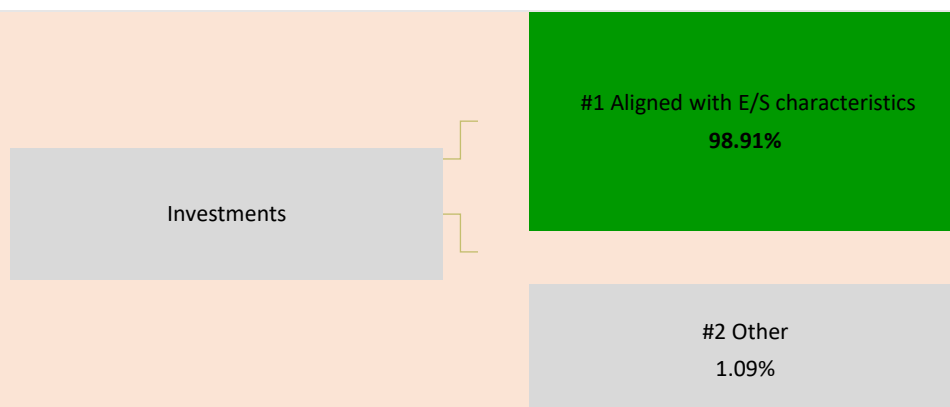 #1 Aligned with E/S characteristics
98.91%
Investments
#2 Other
1.09%